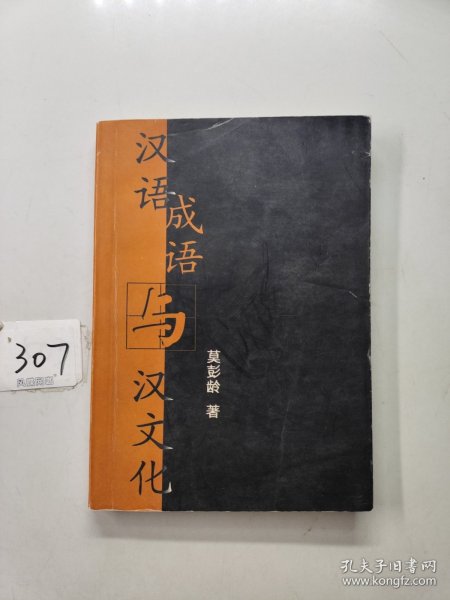 汉语
成语
与
汉文化
莫彭龄 著
307
孔夫子旧书网
www.kongfz.com